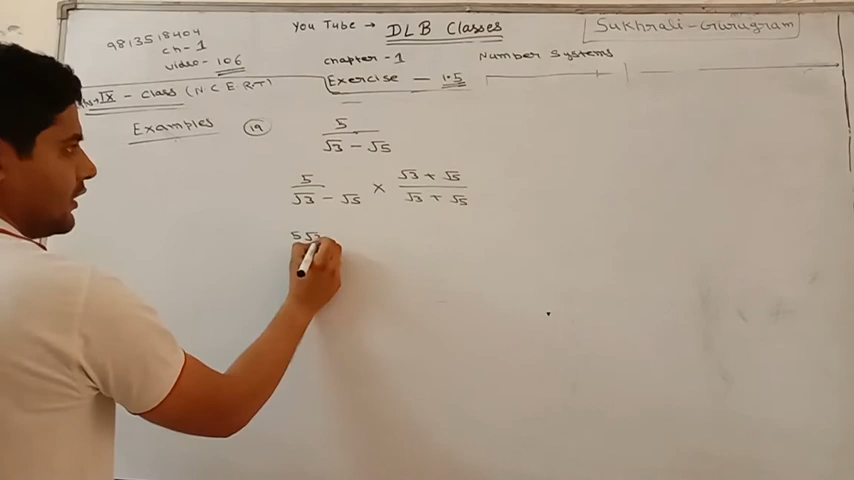 9813518404
You Tube → DLB Classes
Sukhrali-Gurugram
ch-1
video-106
chapter-1
Number Systems
IX - class (NCERT)
Exercise - 1.5
Examples 19
5 / √3 - √5
5 / √3 - √5 × √3 + √5 / √3 + √5
5√3